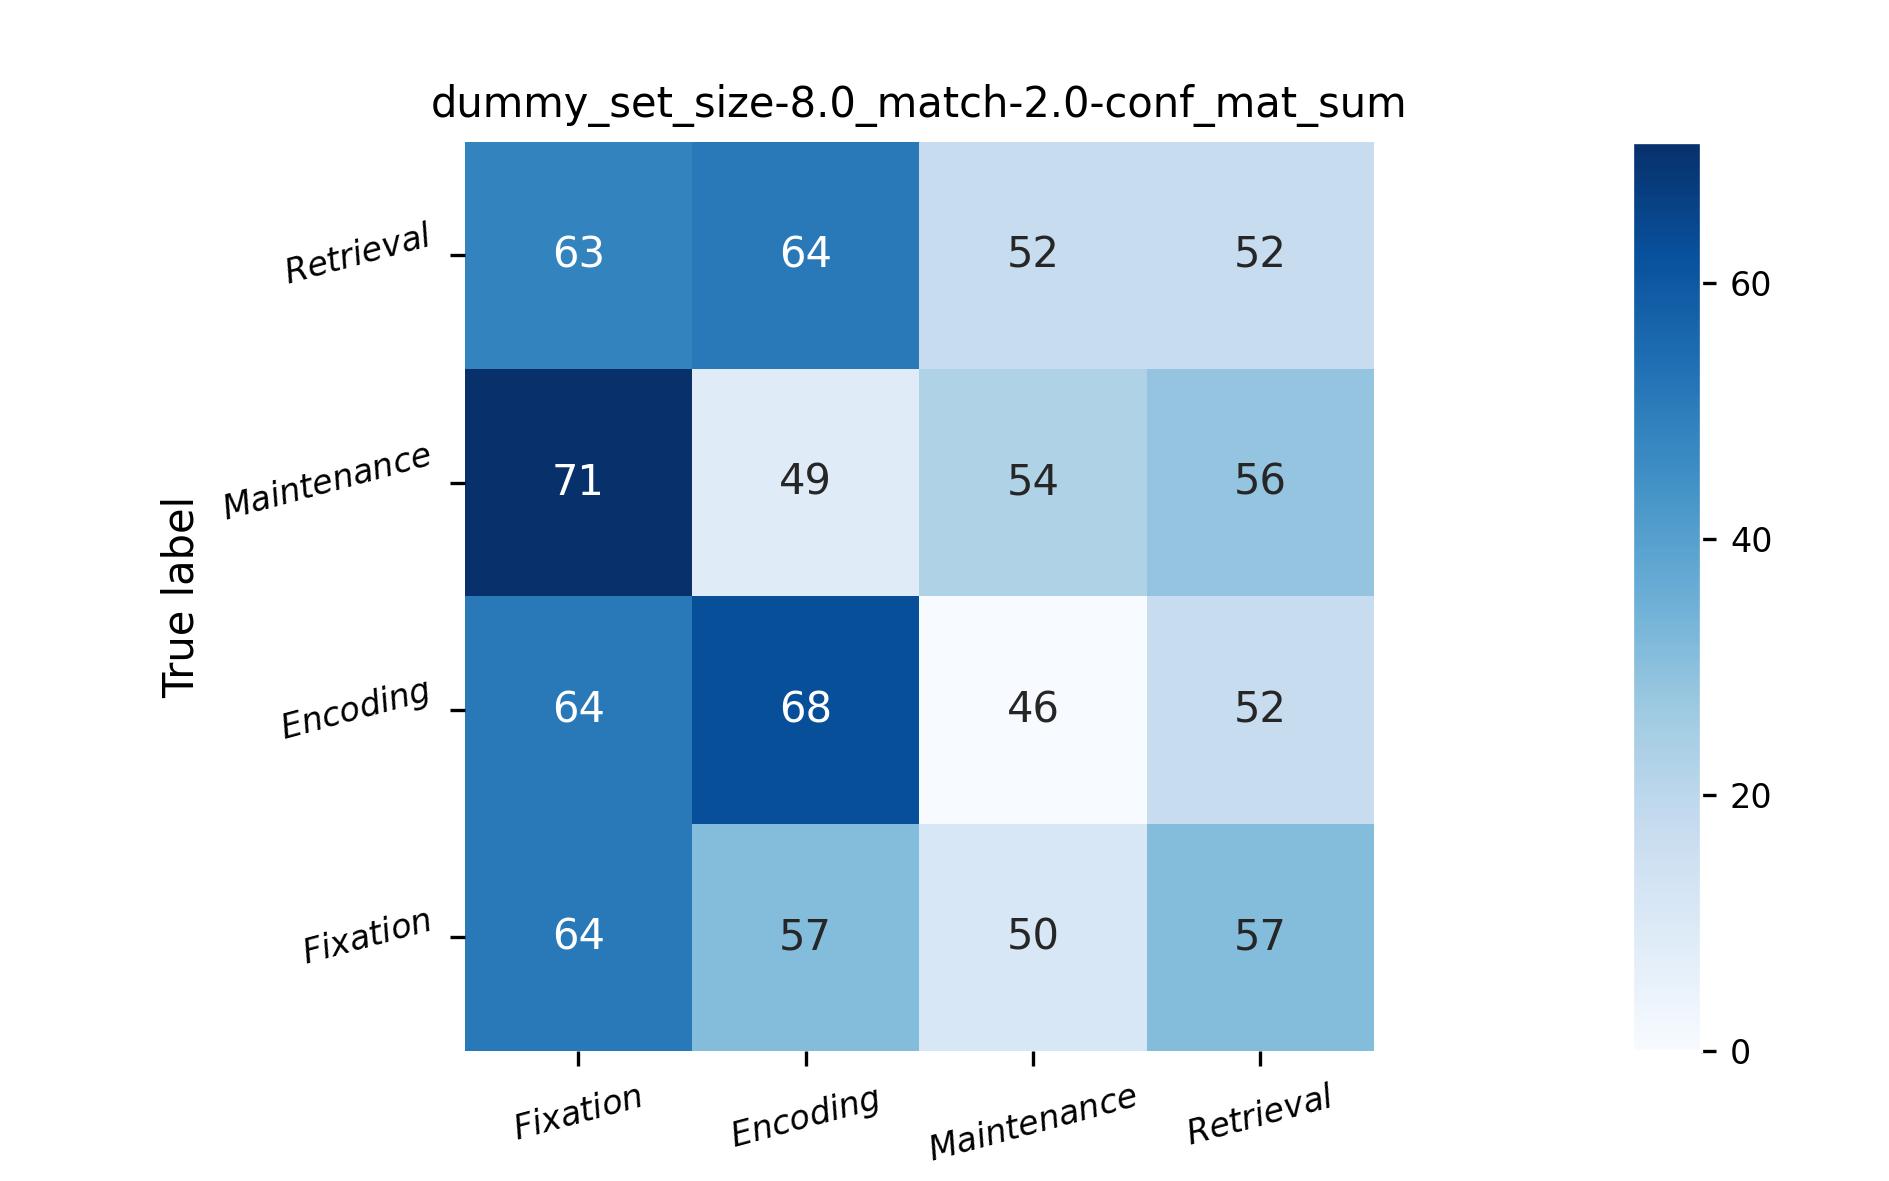 dummy_set_size-8.0_match-2.0-conf_mat_sum
True label
Retrieval 63 64 52 52
Maintenance 71 49 54 56
Encoding 64 68 46 52
Fixation 64 57 50 57
Fixation Encoding Maintenance Retrieval
60
40
20
0